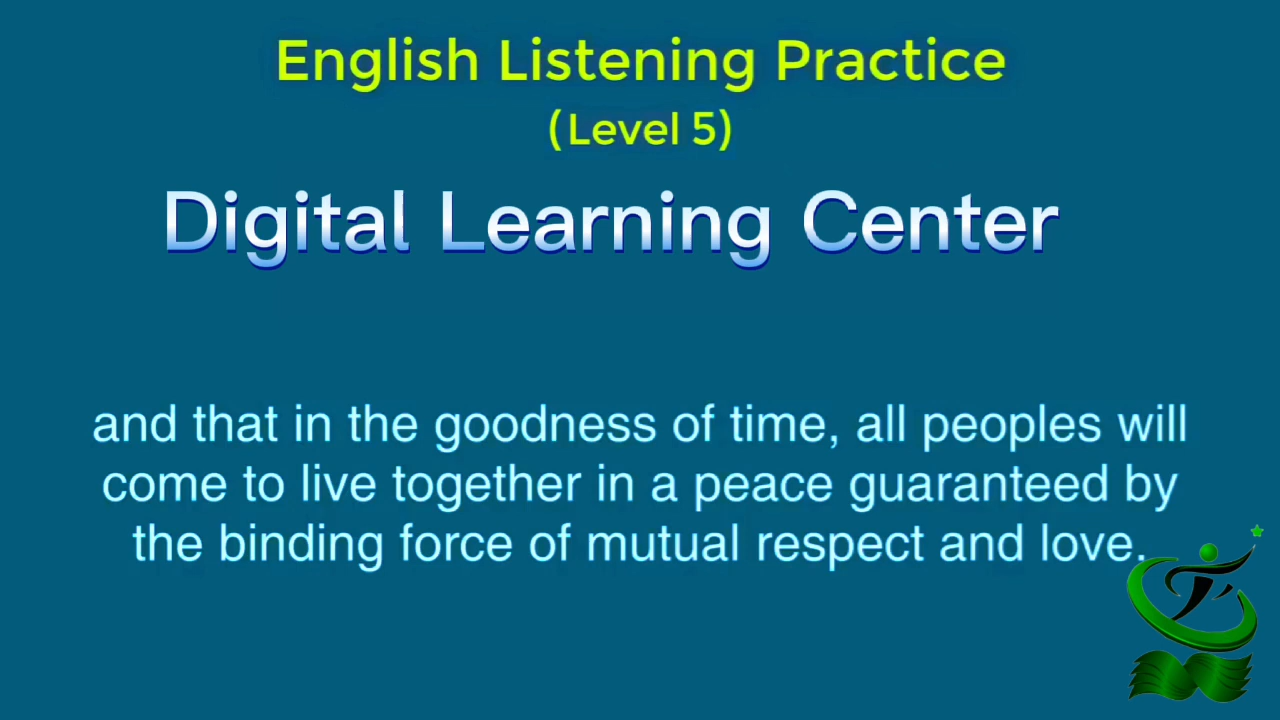 English Listening Practice
(Level 5)
Digital Learning Center
and that in the goodness of time, all peoples will
come to live together in a peace guaranteed by
the binding force of mutual respect and love.